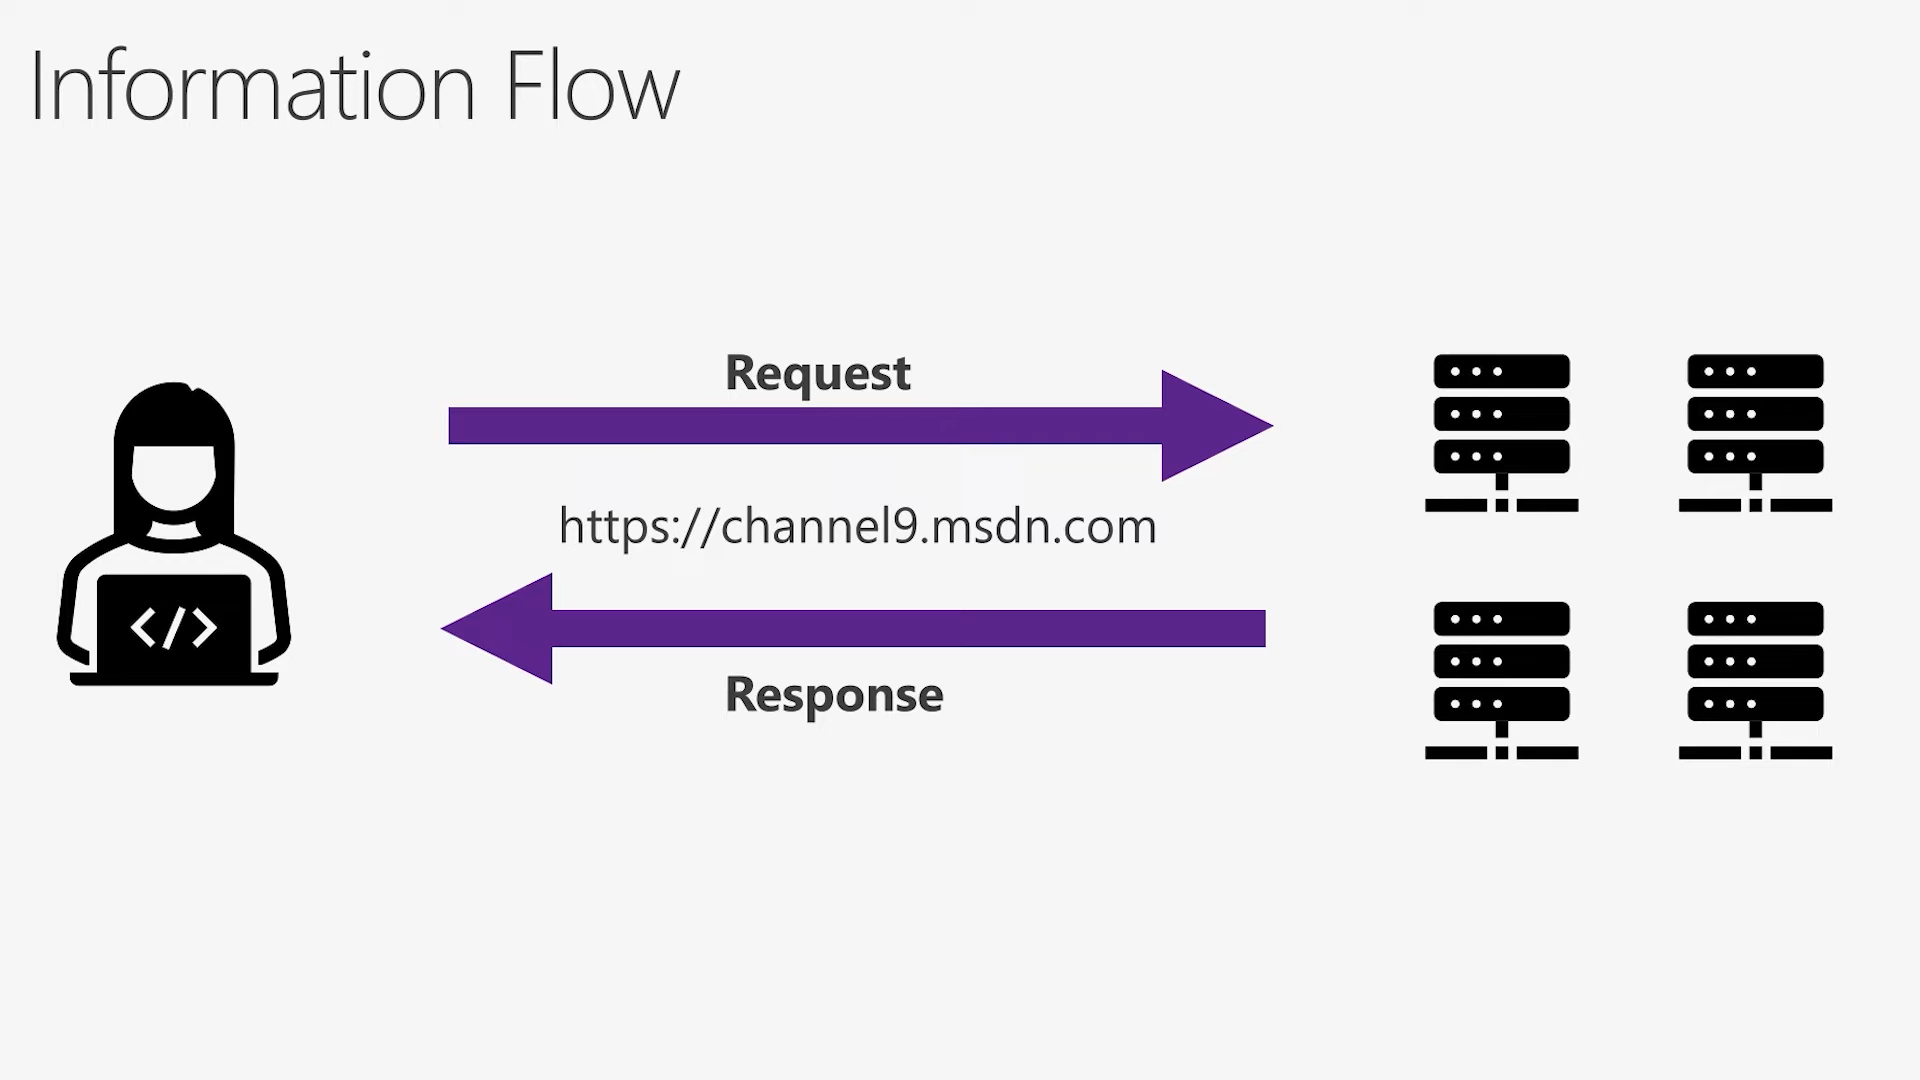 Information Flow
Request
https://channel9.msdn.com
</>
Response